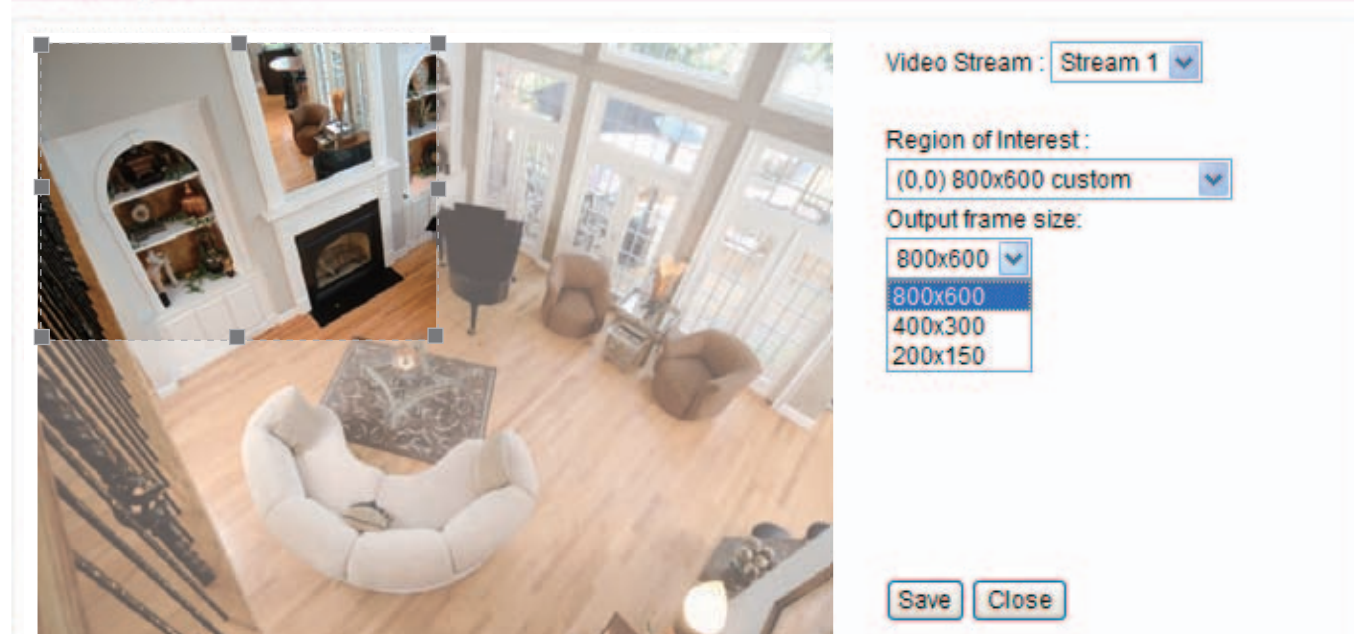 Video Stream : Stream 1
Region of Interest :
(0,0) 800x600 custom
Output frame size:
800x600
800x600
400x300
200x150
Save Close